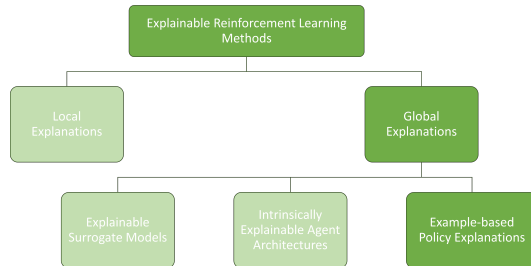 Explainable Reinforcement Learning
Methods
Local
Explanations
Global
Explanations
Explainable
Surrogate Models
Intrinsically
Explainable Agent
Architectures
Example-based
Policy Explanations